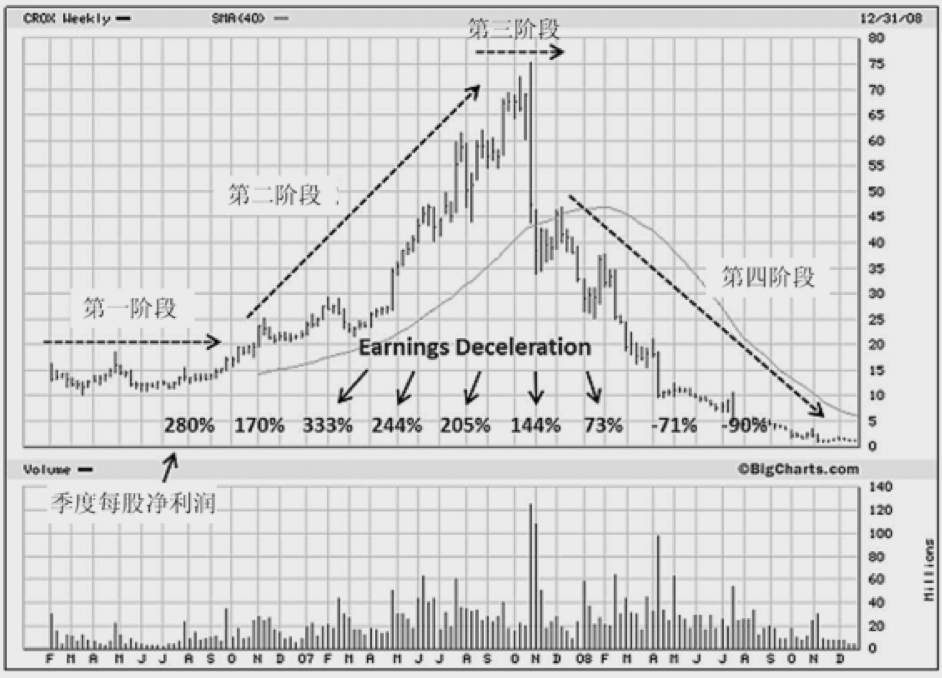 CROX Weekly
SMA(40)
12/31/08
第三阶段
第二阶段
第一阶段
第四阶段
Earnings Deceleration
280% 170% 333% 244% 205% 144% 73% -71% -90%
80
75
70
65
60
55
50
45
40
35
30
25
20
15
10
5
0
Volume
©BigCharts.com
季度每股净利润
140
120
100
80
60
40
20
0
Millions
F M A M J J A S O N D 07 F M A M J J A S O N D 08 F M A M J J A S O N D